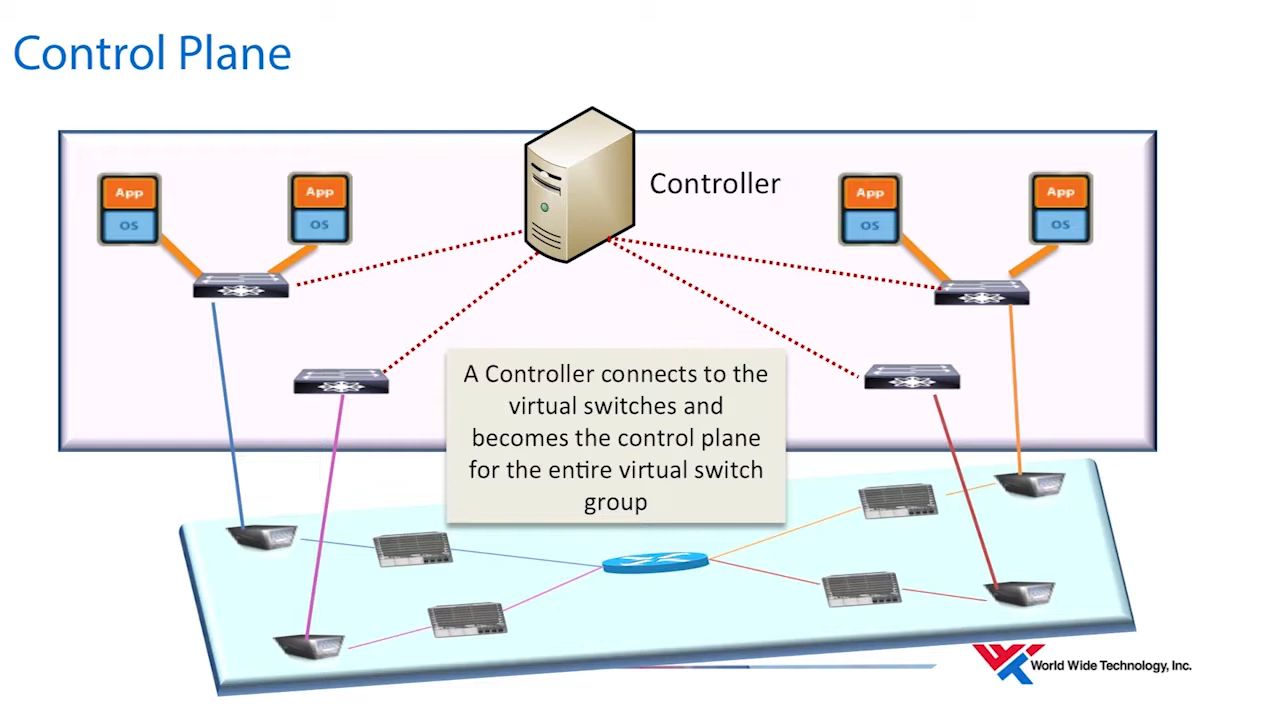 Control Plane
App
OS
App
OS
Controller
App
OS
App
OS
A Controller connects to the
virtual switches and
becomes the control plane
for the entire virtual switch
group
World Wide Technology, Inc.